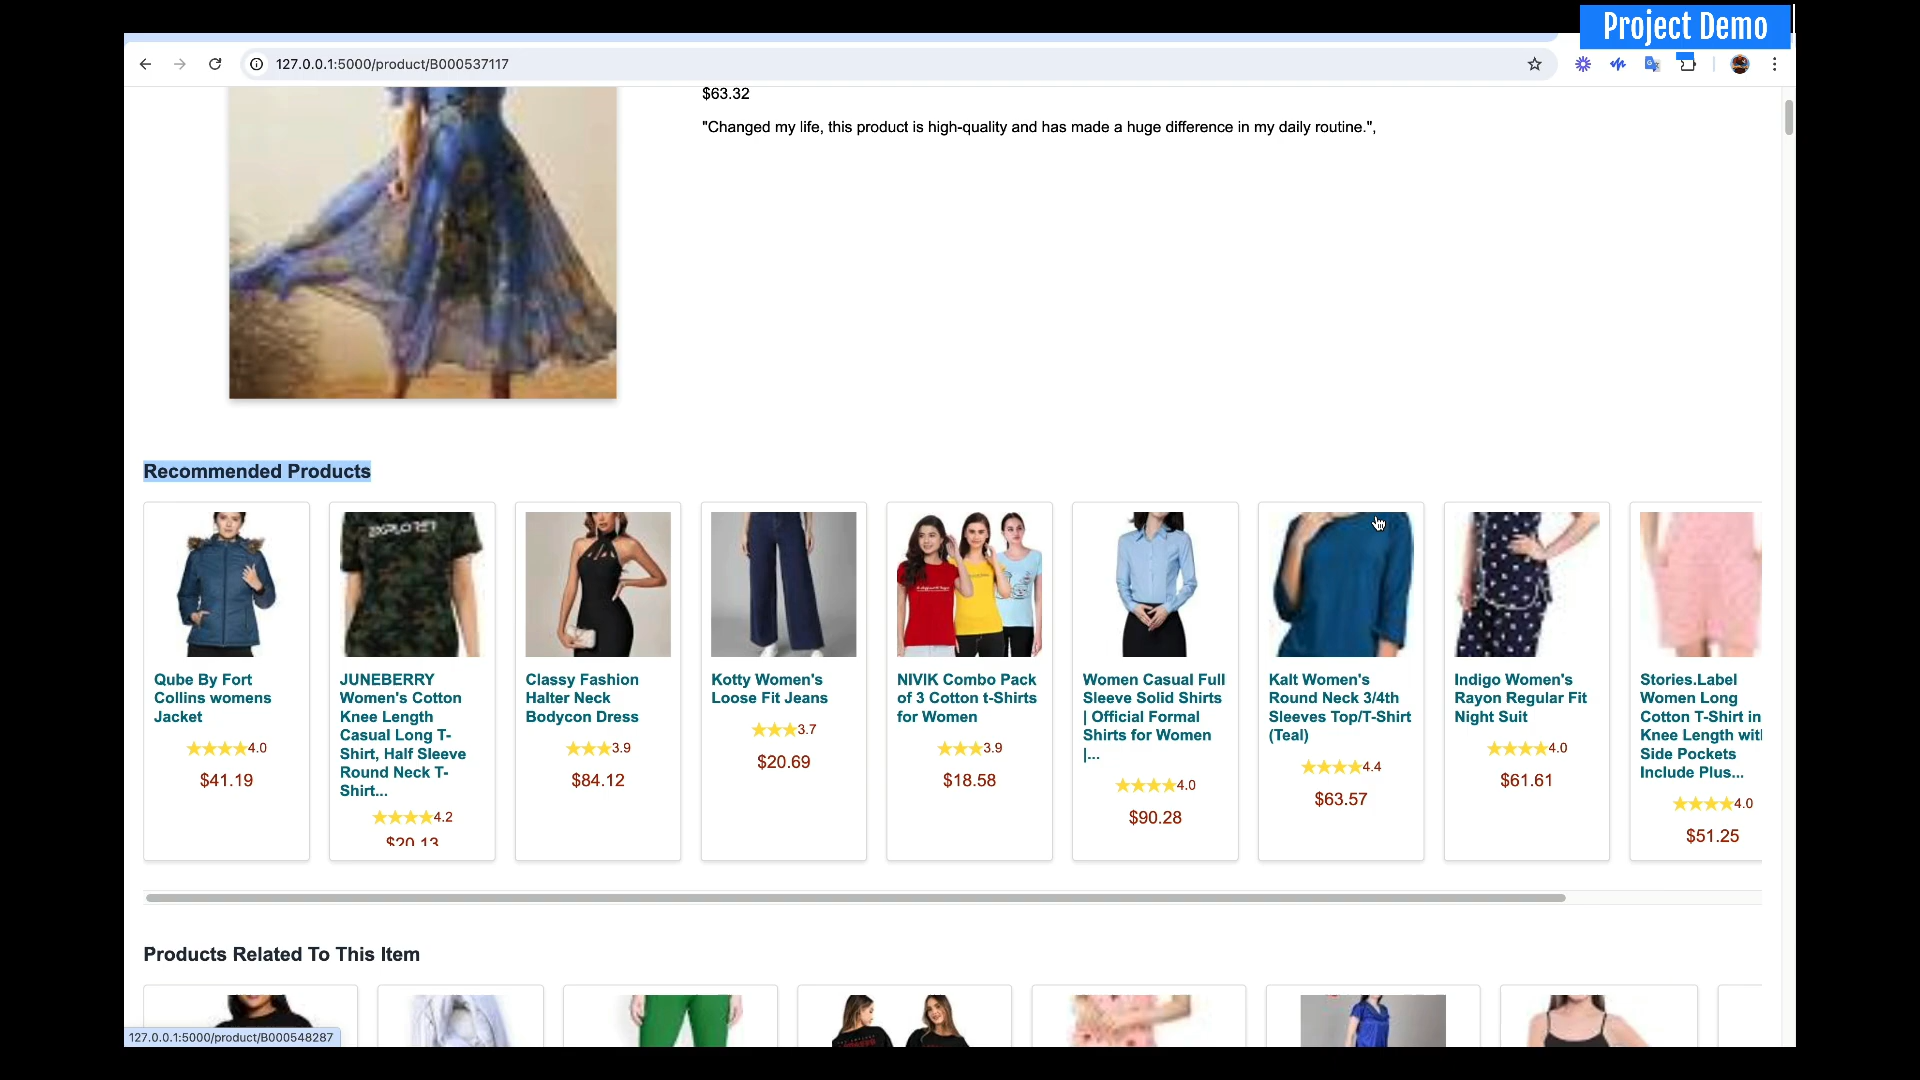 Project Demo
127.0.0.1:5000/product/B000537117
$63.32
"Changed my life, this product is high-quality and has made a huge difference in my daily routine.",
Recommended Products
Qube By Fort
Collins womens
Jacket
4.0
$41.19
JUNEBERRY
Women's Cotton
Knee Length
Casual Long T-
Shirt, Half Sleeve
Round Neck T-
Shirt...
4.2
$20.13
Classy Fashion
Halter Neck
Bodycon Dress
3.9
$84.12
Kotty Women's
Loose Fit Jeans
3.7
$20.69
NIVIK Combo Pack
of 3 Cotton t-Shirts
for Women
3.9
$18.58
Women Casual Full
Sleeve Solid Shirts
| Official Formal
Shirts for Women
|...
4.0
$90.28
Kalt Women's
Round Neck 3/4th
Sleeves Top/T-Shirt
(Teal)
4.4
$63.57
Indigo Women's
Rayon Regular Fit
Night Suit
4.0
$61.61
Stories.Label
Women Long
Cotton T-Shirt in
Knee Length with
Side Pockets
Include Plus...
4.0
$51.25
Products Related To This Item
127.0.0.1:5000/product/B000548287